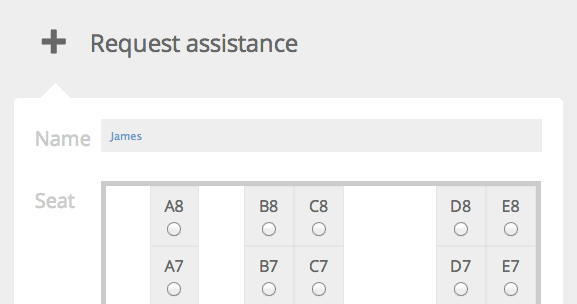 Request assistance
Name James
Seat
A8 B8 C8 D8 E8
A7 B7 C7 D7 E7